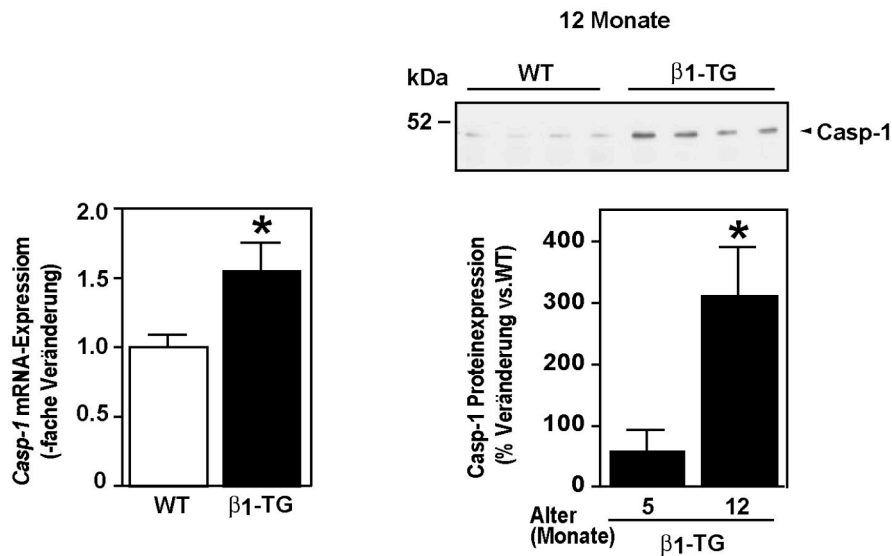 12 Monate
kDa
WT
β1-TG
52
Casp-1
Casp-1 mRNA-Expressiom
(-fache Veränderung)
2.0
1.5
1.0
0.5
0
*
WT
β1-TG
Casp-1 Proteinexpression
(% Veränderung vs.WT)
400
300
200
100
0
*
Alter
(Monate)
5
12
β1-TG